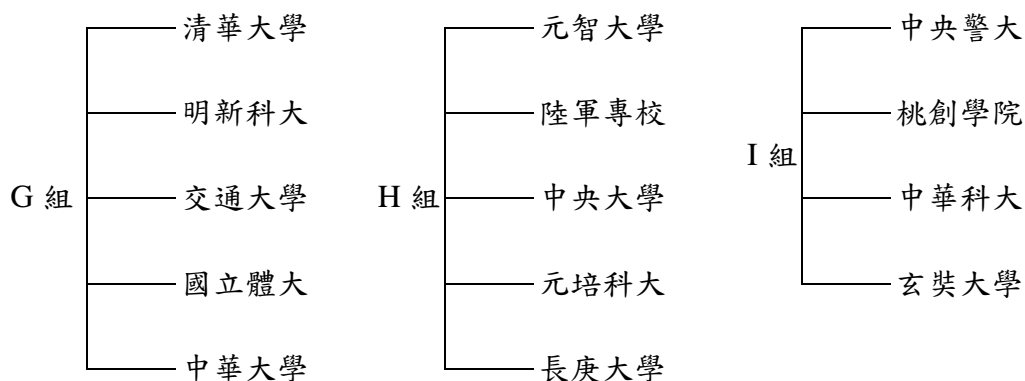 G 組
清華大學
明新科大
交通大學
國立體大
中華大學
H 組
元智大學
陸軍專校
中央大學
元培科大
長庚大學
I 組
中央警大
桃創學院
中華科大
玄奘大學